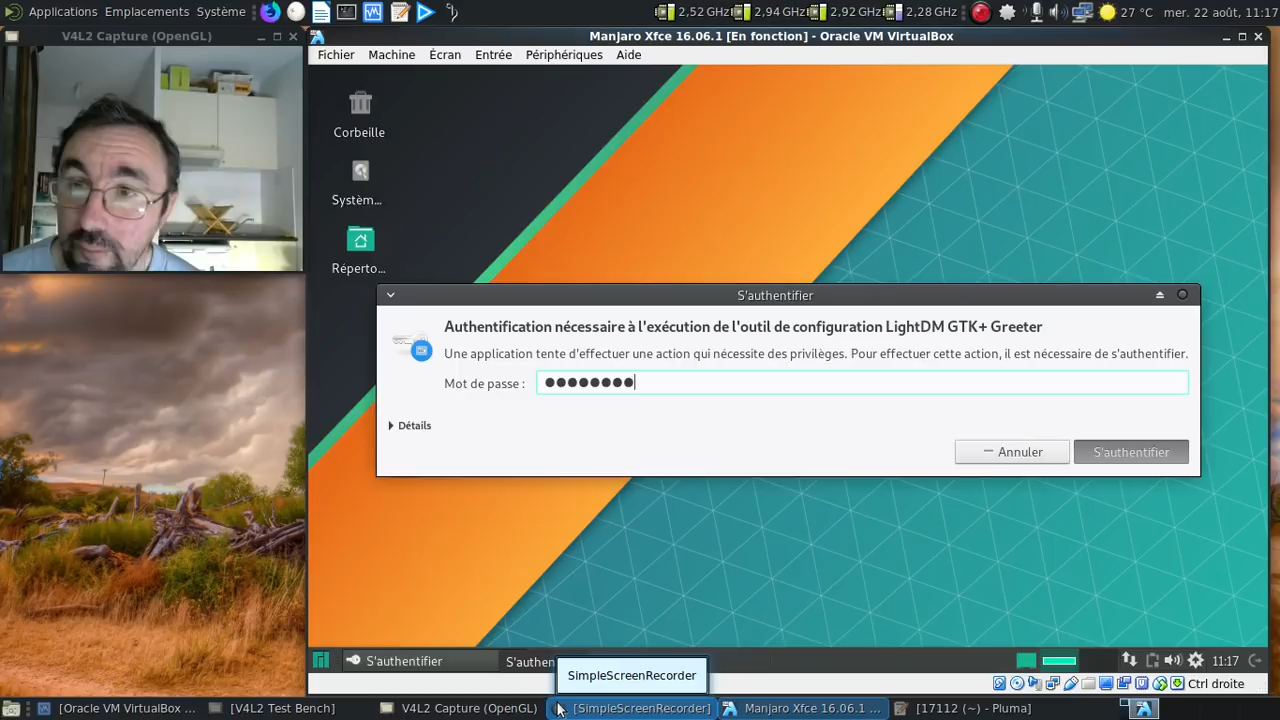 Applications Emplacements Système
2,52 GHz 2,94 GHz 2,92 GHz 2,28 GHz 27 °C mer. 22 août, 11:17
V4L2 Capture (OpenGL)
Manjaro Xfce 16.06.1 [En fonction] - Oracle VM VirtualBox
Fichier Machine Écran Entrée Périphériques Aide
Corbeille
Systèm...
Réperto...
S'authentifier
Authentification nécessaire à l'exécution de l'outil de configuration LightDM GTK+ Greeter
Une application tente d'effectuer une action qui nécessite des privilèges. Pour effectuer cette action, il est nécessaire de s'authentifier.
Mot de passe : ●●●●●●●●
Détails
Annuler S'authentifier
S'authentifier S'authen 11:17
SimpleScreenRecorder
Ctrl droite
[Oracle VM VirtualBox ... [V4L2 Test Bench] V4L2 Capture (OpenGL) [SimpleScreenRecorder] Manjaro Xfce 16.06.1 ... [17112 (~) - Pluma]